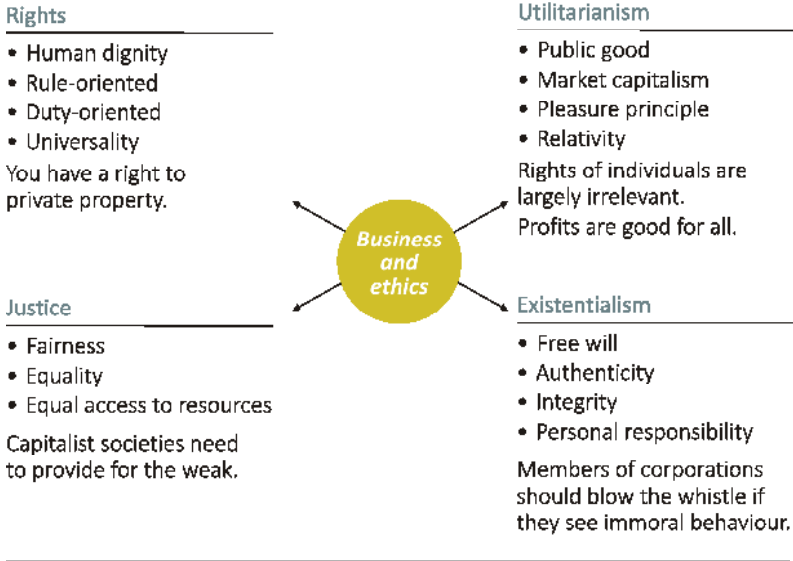 Rights
• Human dignity
• Rule-oriented
• Duty-oriented
• Universality
You have a right to
private property.
Utilitarianism
• Public good
• Market capitalism
• Pleasure principle
• Relativity
Rights of individuals are
largely irrelevant.
Profits are good for all.
Business
and
ethics
Justice
• Fairness
• Equality
• Equal access to resources
Capitalist societies need
to provide for the weak.
Existentialism
• Free will
• Authenticity
• Integrity
• Personal responsibility
Members of corporations
should blow the whistle if
they see immoral behaviour.